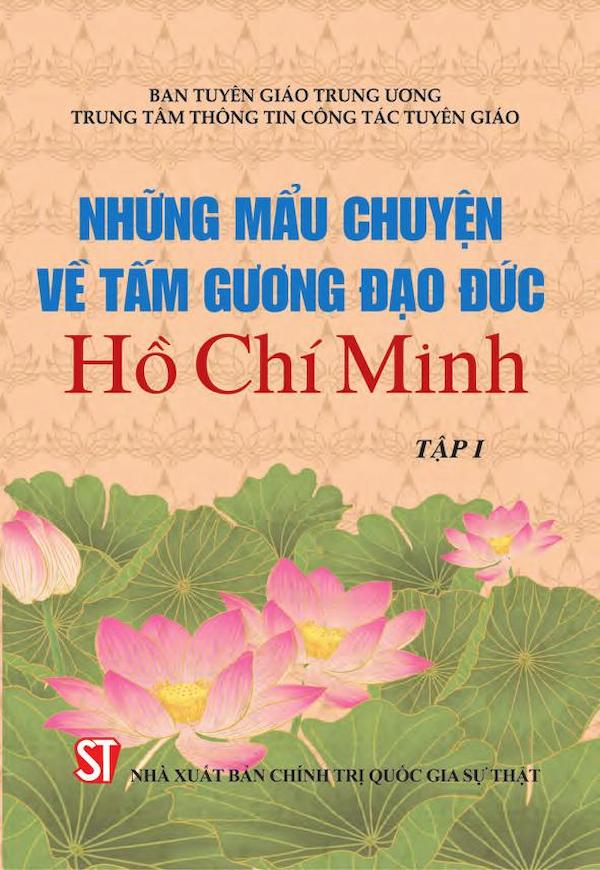 BAN TUYÊN GIÁO TRUNG ƯƠNG
TRUNG TÂM THÔNG TIN CÔNG TÁC TUYÊN GIÁO
NHỮNG MẨU CHUYỆN
VỀ TẤM GƯƠNG ĐẠO ĐỨC
Hồ Chí Minh
TẬP I
ST
NHÀ XUẤT BẢN CHÍNH TRỊ QUỐC GIA SỰ THẬT